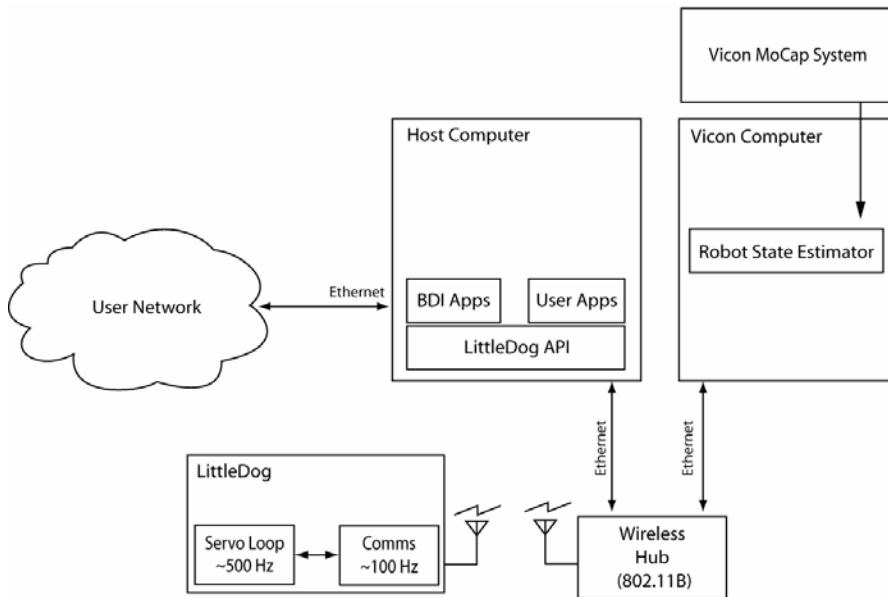 Vicon MoCap System
Host Computer
Vicon Computer
Robot State Estimator
User Network
Ethernet
BDI Apps
User Apps
LittleDog API
Ethernet
Ethernet
LittleDog
Servo Loop
~500 Hz
Comms
~100 Hz
Wireless
Hub
(802.11B)